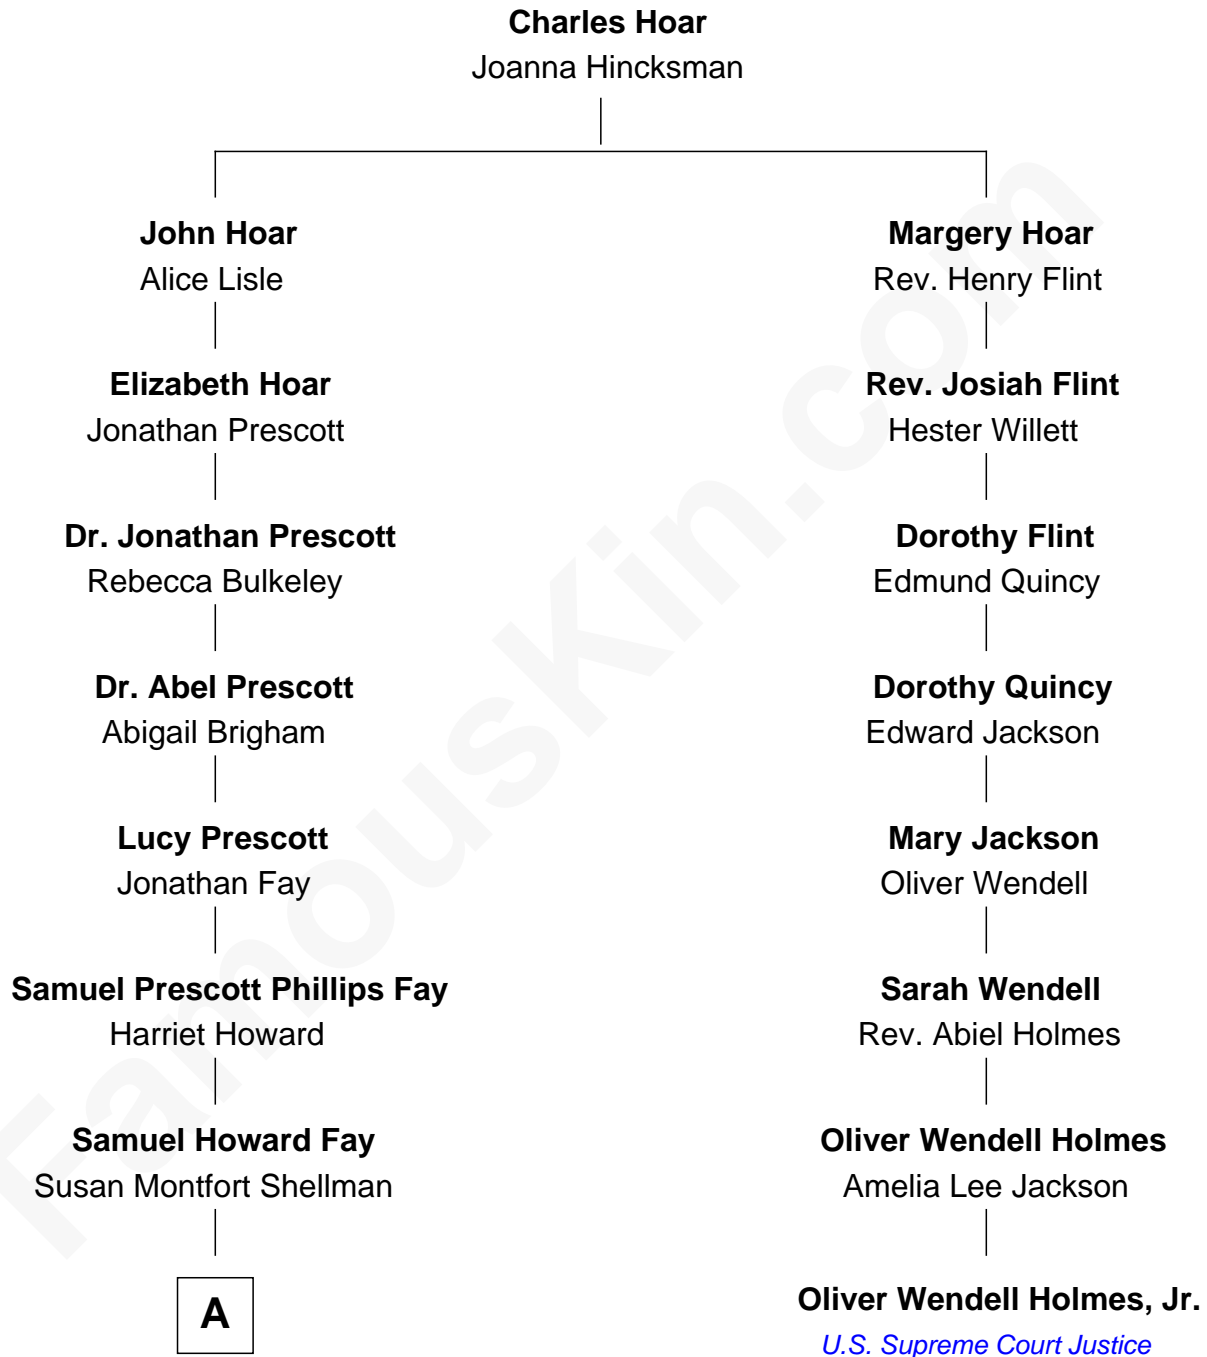 Charles Hoar
Joanna Hincksman
John Hoar
Alice Lisle
Elizabeth Hoar
Jonathan Prescott
Dr. Jonathan Prescott
Rebecca Bulkeley
Dr. Abel Prescott
Abigail Brigham
Lucy Prescott
Jonathan Fay
Samuel Prescott Phillips Fay
Harriet Howard
Samuel Howard Fay
Susan Montfort Shellman
A
Margery Hoar
Rev. Henry Flint
Rev. Josiah Flint
Hester Willett
Dorothy Flint
Edmund Quincy
Dorothy Quincy
Edward Jackson
Mary Jackson
Oliver Wendell
Sarah Wendell
Rev. Abiel Holmes
Oliver Wendell Holmes
Amelia Lee Jackson
Oliver Wendell Holmes, Jr.
U.S. Supreme Court Justice
FamousKin.com